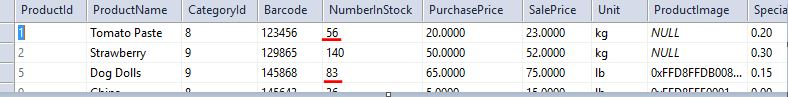 ProductId ProductName CategoryId Barcode NumberInStock PurchasePrice SalePrice Unit ProductImage Specia
1 Tomato Paste 8 123456 56 20.0000 23.0000 kg NULL 0.20
2 Strawberry 9 129865 140 50.0000 52.0000 kg NULL 0.30
5 Dog Dolls 9 145868 83 65.0000 75.0000 lb 0xFFD8FFDB008... 0.15